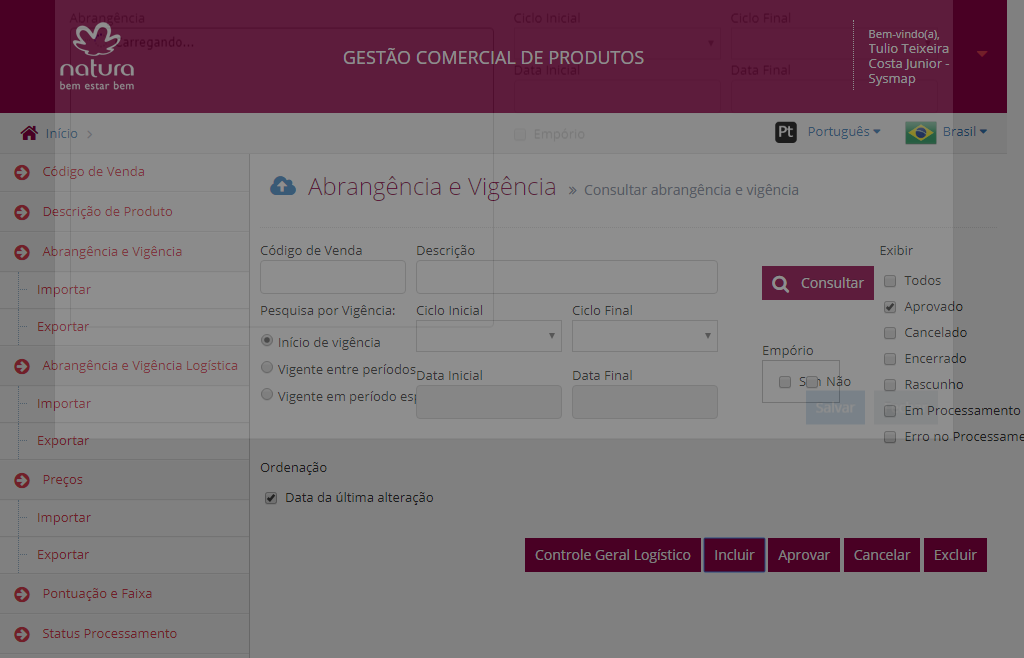 Abrangência
Ciclo Inicial
Ciclo Final
Carregando...
Data Inicial
Data Final
Empório
natura
bem estar bem
GESTÃO COMERCIAL DE PRODUTOS
Bem-vindo(a),
Tulio Teixeira
Costa Junior -
Sysmap
Início
Pt Português
Brasil
Código de Venda
Descrição de Produto
Abrangência e Vigência
Importar
Exportar
Abrangência e Vigência Logística
Importar
Exportar
Preços
Importar
Exportar
Pontuação e Faixa
Status Processamento
Abrangência e Vigência » Consultar abrangência e vigência
Código de Venda
Descrição
Pesquisa por Vigência:
Ciclo Inicial
Ciclo Final
Início de vigência
Vigente entre períodos
Vigente em período esp
Data Inicial
Data Final
Consultar
Empório
Não
Salvar
Exibir
Todos
Aprovado
Cancelado
Encerrado
Rascunho
Em Processamento
Erro no Processame
Ordenação
Data da última alteração
Controle Geral Logístico
Incluir
Aprovar
Cancelar
Excluir